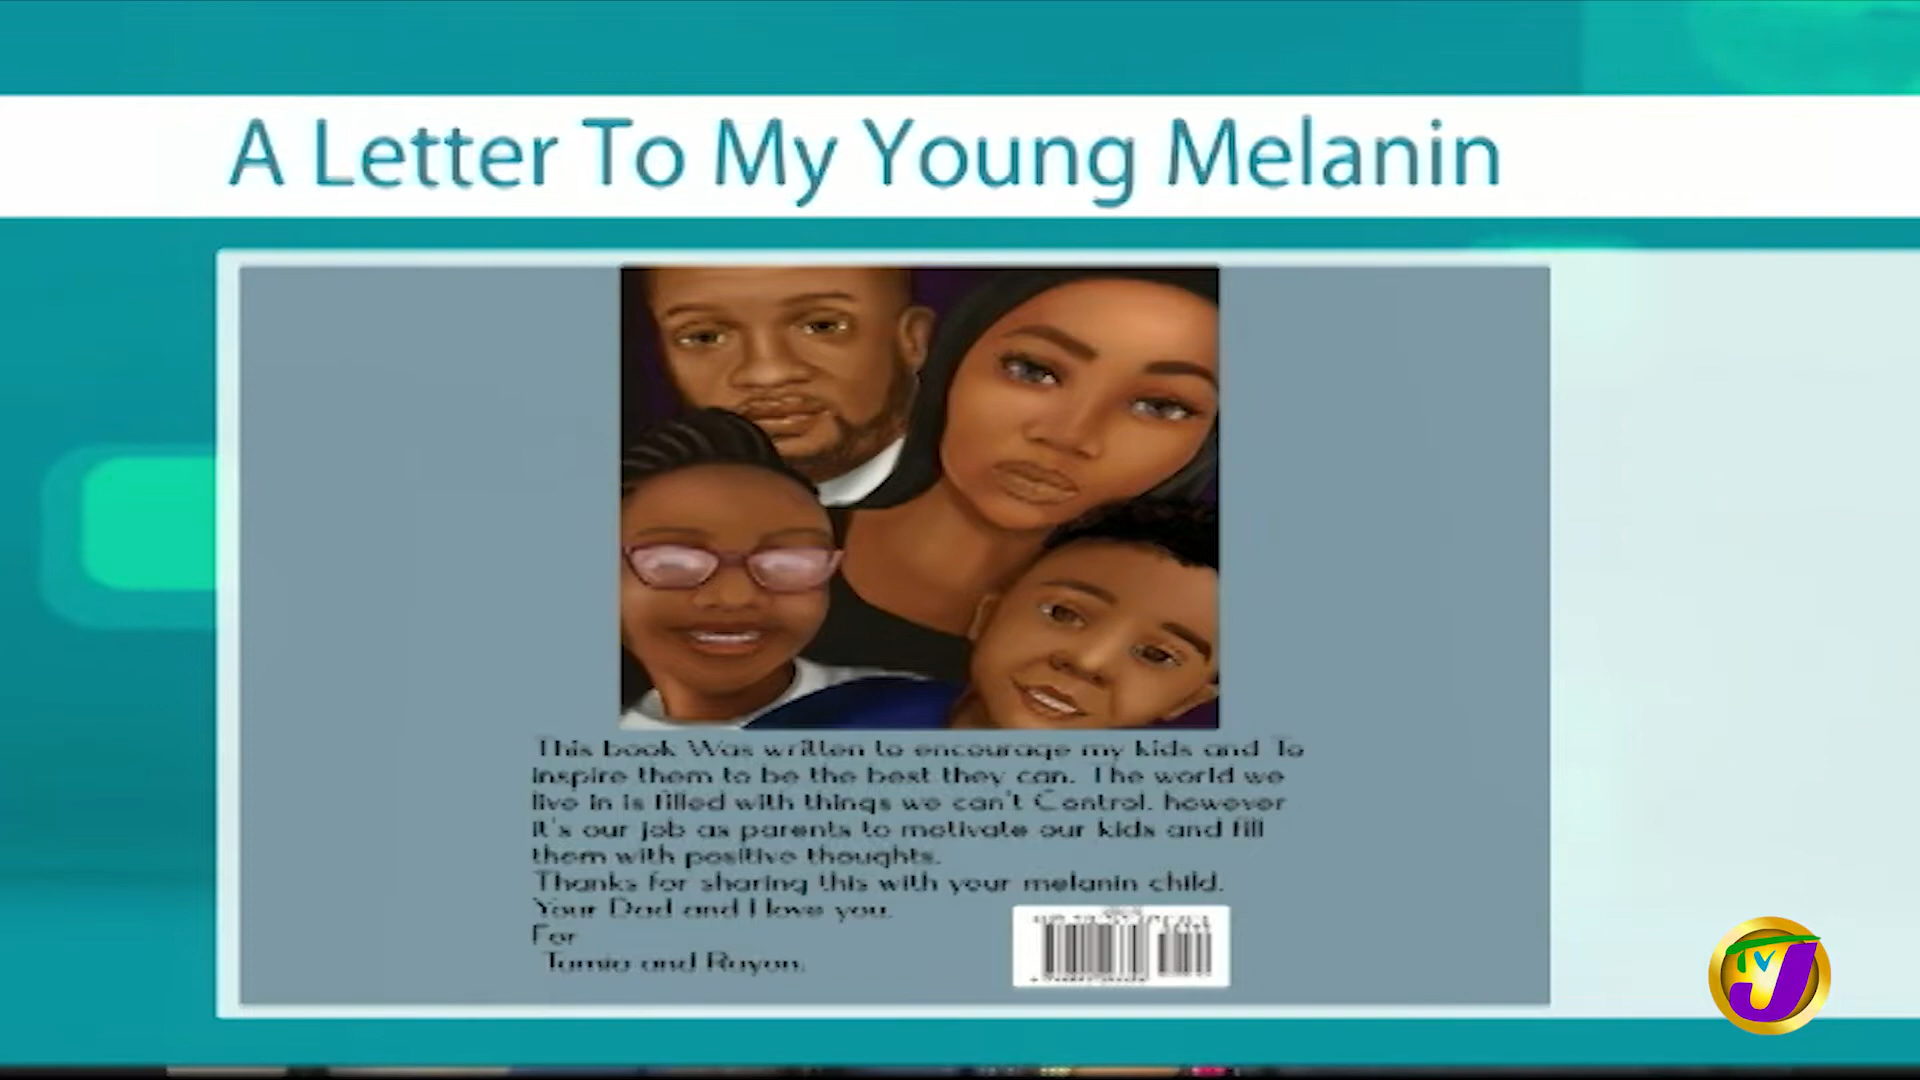 A Letter To My Young Melanin
This book Was written to encourage my kids and To
inspire them to be the best they can. The world we
live in is filled with things we can't Control. however
it's our job as parents to motivate our kids and fill
them with positive thoughts.
Thanks for sharing this with your melanin child.
Your Dad and I love you.
For
Tamia and Rayon.
TVJ